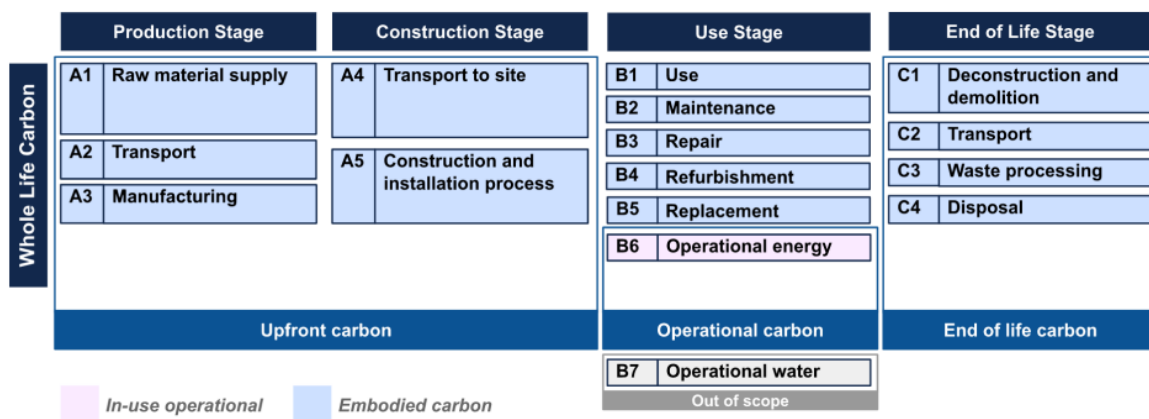 Production Stage
Construction Stage
Use Stage
End of Life Stage
Whole Life Carbon
A1 Raw material supply
A2 Transport
A3 Manufacturing
A4 Transport to site
A5 Construction and
installation process
B1 Use
B2 Maintenance
B3 Repair
B4 Refurbishment
B5 Replacement
B6 Operational energy
C1 Deconstruction and
demolition
C2 Transport
C3 Waste processing
C4 Disposal
Upfront carbon
Operational carbon
End of life carbon
B7 Operational water
Out of scope
In-use operational
Embodied carbon